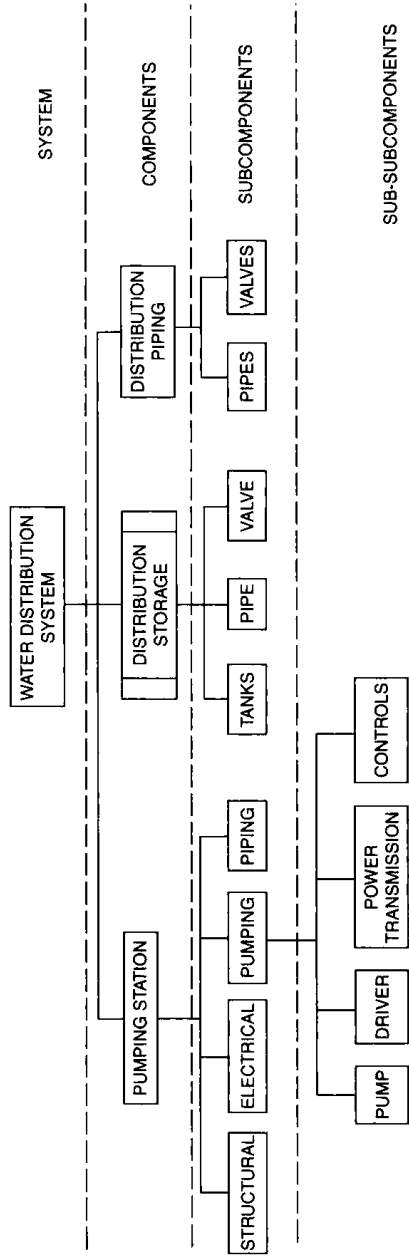 WATER DISTRIBUTION
SYSTEM
SYSTEM
PUMPING STATION
DISTRIBUTION
STORAGE
DISTRIBUTION
PIPING
COMPONENTS
STRUCTURAL
ELECTRICAL
PUMPING
PIPING
TANKS
PIPE
VALVE
PIPES
VALVES
SUBCOMPONENTS
PUMP
DRIVER
POWER
TRANSMISSION
CONTROLS
SUB-SUBCOMPONENTS